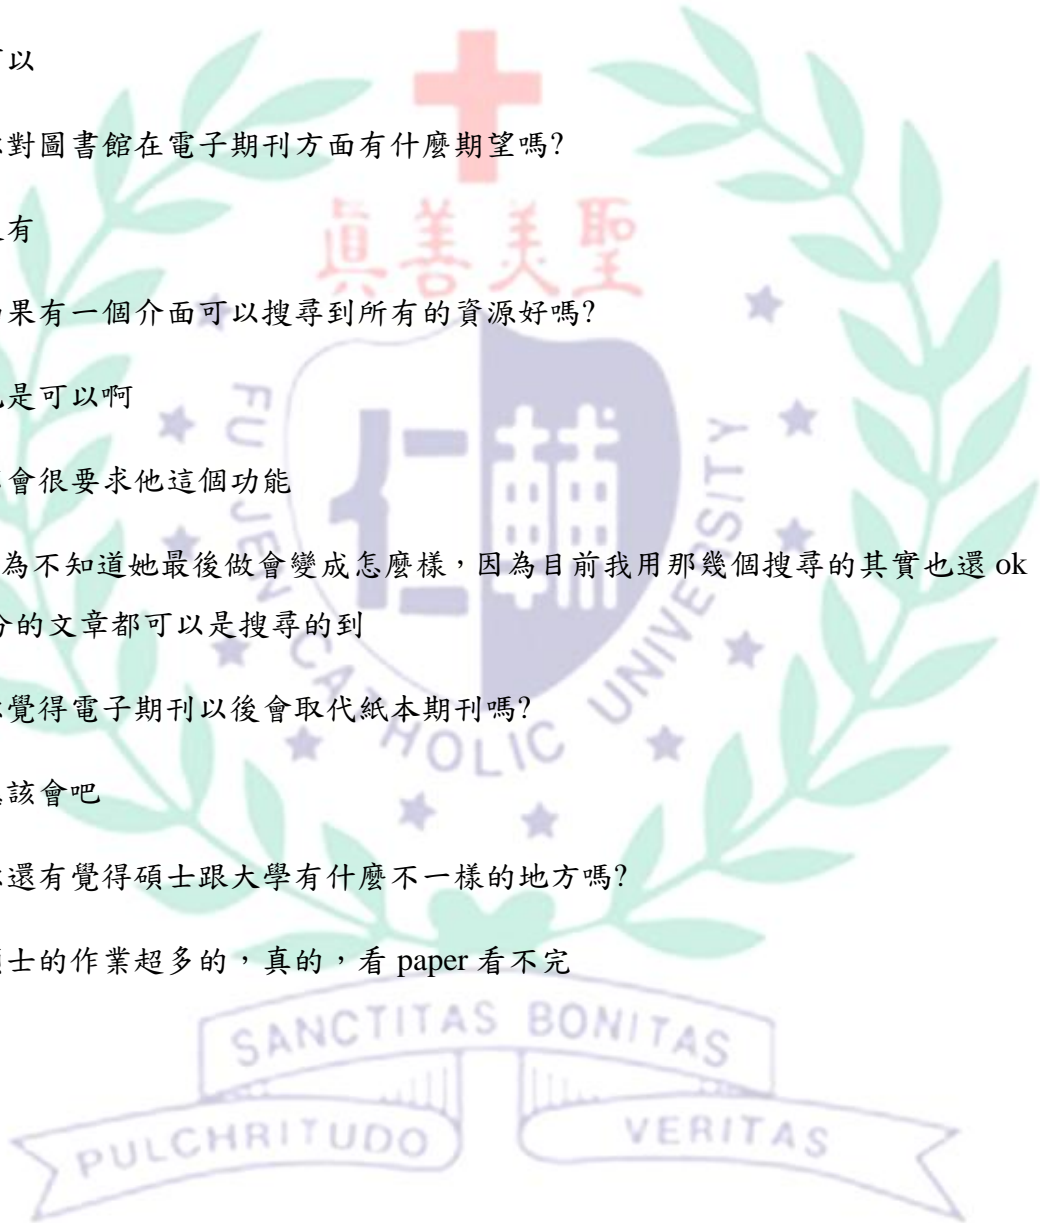 可以
你對圖書館在電子期刊方面有什麼期望嗎?
沒有
如果有一個介面可以搜尋到所有的資源好嗎?
也是可以啊
會很要求他這個功能
為不知道她最後做會變成怎麼樣,因為目前我用那幾個搜尋的其實也還 ok
分的文章都可以是搜尋的到
你覺得電子期刊以後會取代紙本期刊嗎?
應該會吧
你還有覺得碩士跟大學有什麼不一樣的地方嗎?
碩士的作業超多的,真的,看 paper 看不完
真善美聖
FU JEN CATHOLIC UNIVERSITY
仁 輔
SANCTITAS BONITAS
PULCHRITUDO VERITAS